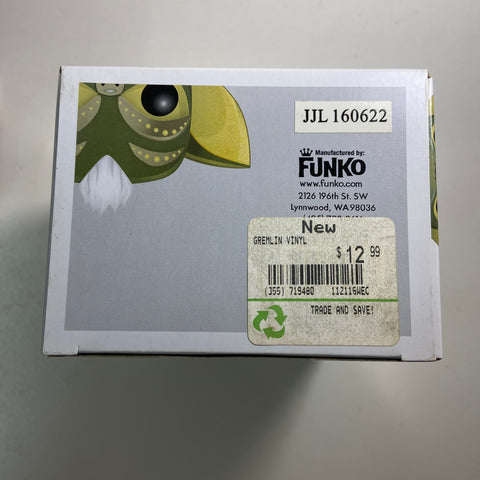 JJL 160622
Manufactured by:
FUNKO
www.funko.com
2126 196th St. SW
Lynnwood, WA98036
New
GREMLIN VINYL
$12 99
(355) 719480 112116WEC
TRADE AND SAVE!